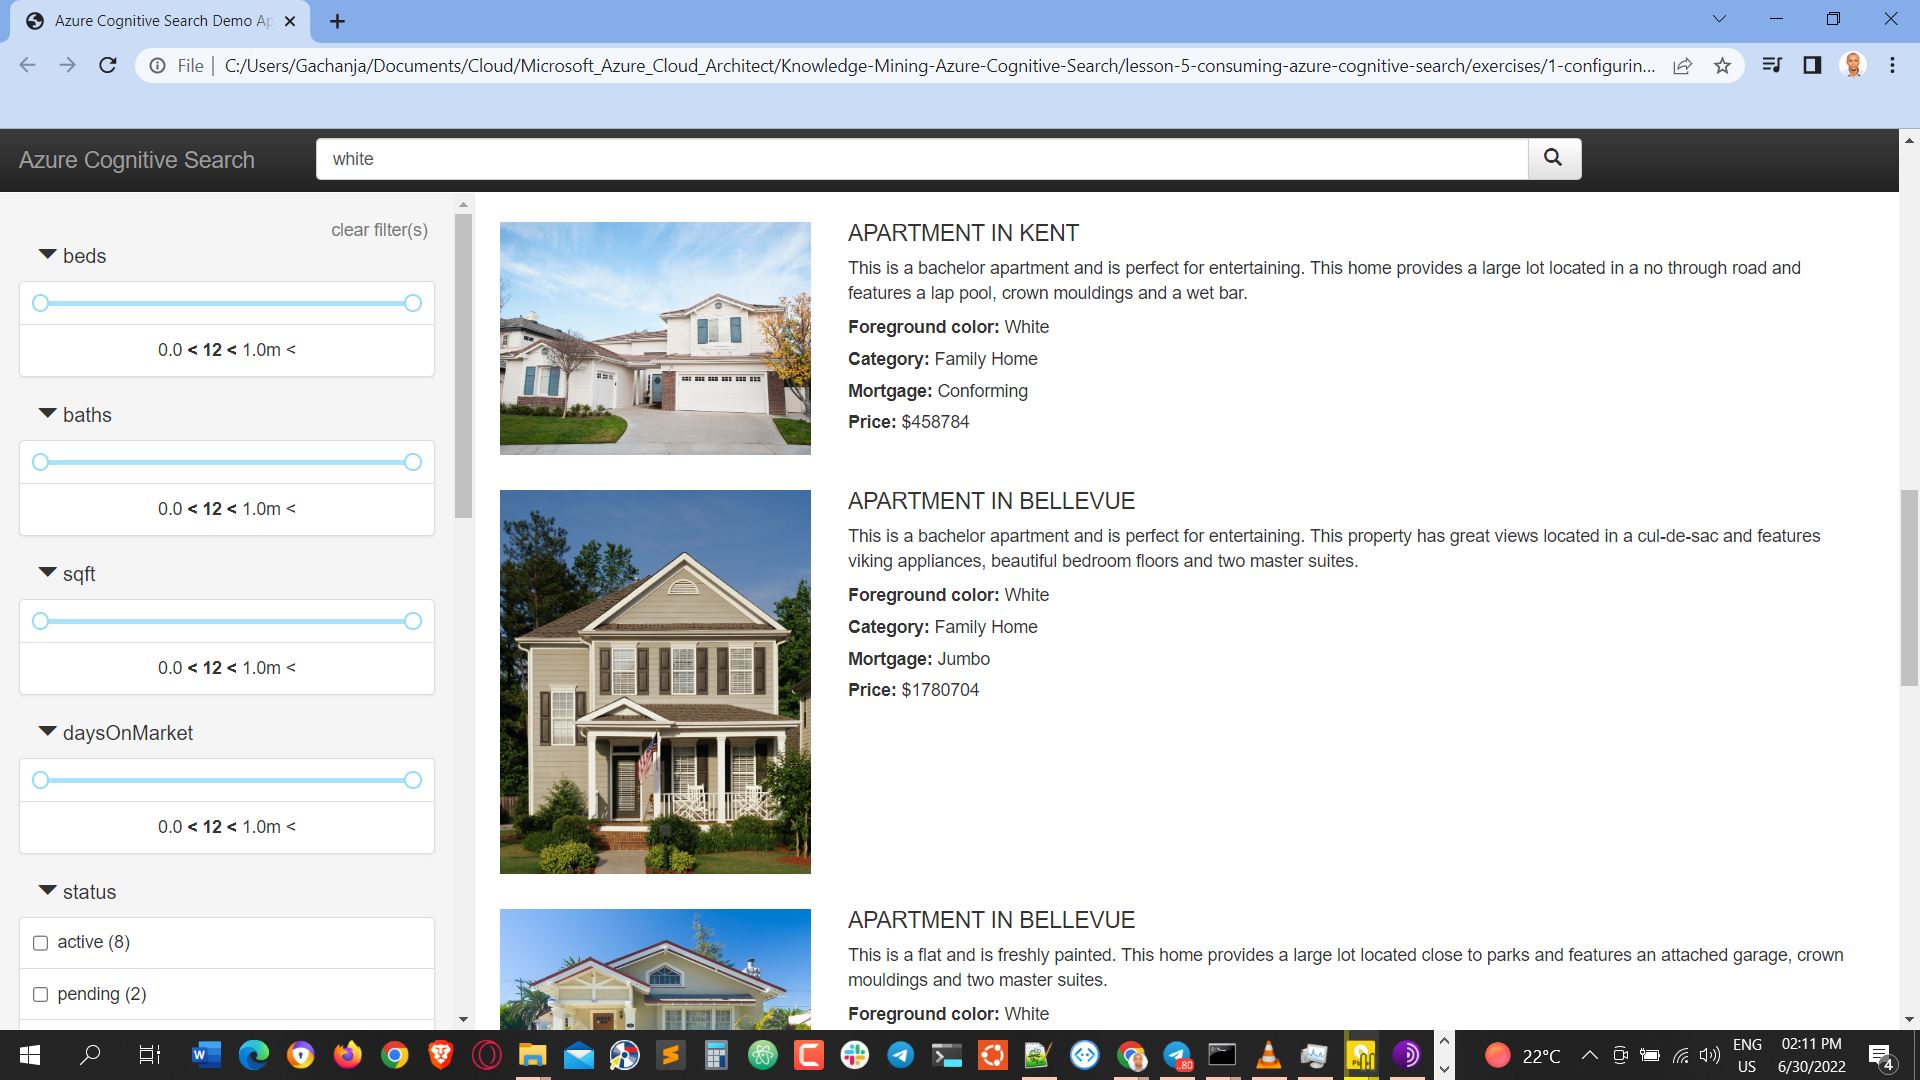 Azure Cognitive Search Demo Ap
File | C:/Users/Gachanja/Documents/Cloud/Microsoft_Azure_Cloud_Architect/Knowledge-Mining-Azure-Cognitive-Search/lesson-5-consuming-azure-cognitive-search/exercises/1-configurin...
Azure Cognitive Search
white
clear filter(s)
beds
0.0 < 12 < 1.0m <
baths
0.0 < 12 < 1.0m <
sqft
0.0 < 12 < 1.0m <
daysOnMarket
0.0 < 12 < 1.0m <
status
active (8)
pending (2)
APARTMENT IN KENT
This is a bachelor apartment and is perfect for entertaining. This home provides a large lot located in a no through road and
features a lap pool, crown mouldings and a wet bar.
Foreground color: White
Category: Family Home
Mortgage: Conforming
Price: $458784
APARTMENT IN BELLEVUE
This is a bachelor apartment and is perfect for entertaining. This property has great views located in a cul-de-sac and features
viking appliances, beautiful bedroom floors and two master suites.
Foreground color: White
Category: Family Home
Mortgage: Jumbo
Price: $1780704
APARTMENT IN BELLEVUE
This is a flat and is freshly painted. This home provides a large lot located close to parks and features an attached garage, crown
mouldings and two master suites.
Foreground color: White
.80
22°C
ENG
US
02:11 PM
6/30/2022
4